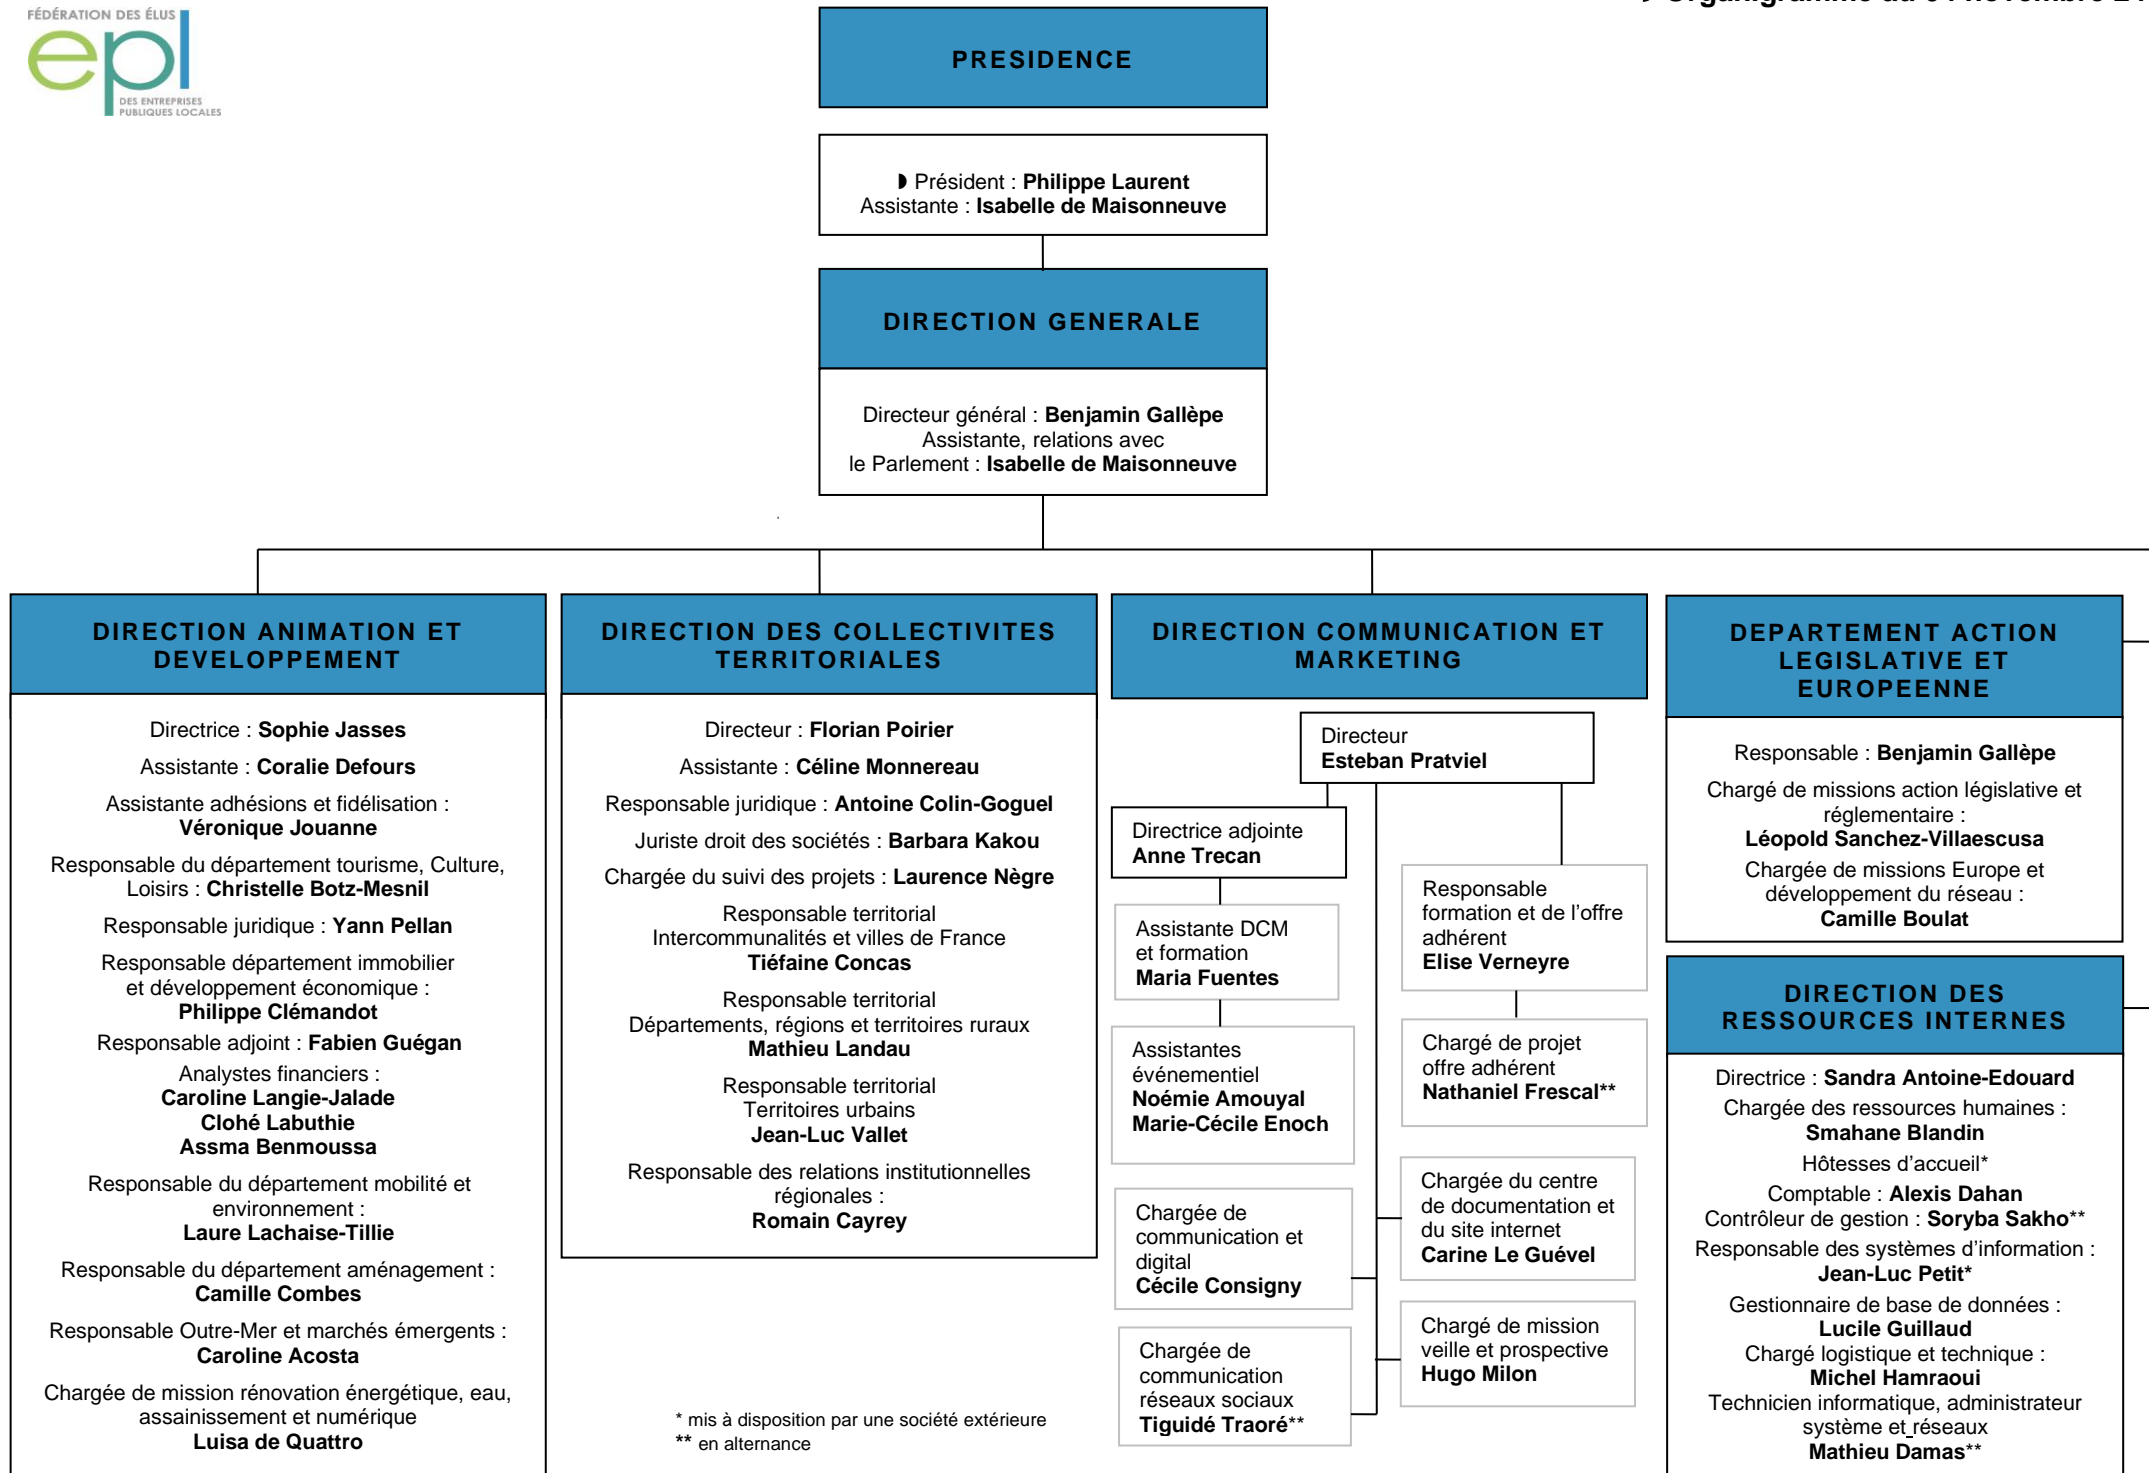 FÉDÉRATION DES ÉLUS
epl
DES ENTREPRISES
PUBLIQUES LOCALES
PRESIDENCE
◗ Président : Philippe Laurent
Assistante : Isabelle de Maisonneuve
DIRECTION GENERALE
Directeur général : Benjamin Gallèpe
Assistante, relations avec
le Parlement : Isabelle de Maisonneuve
DIRECTION ANIMATION ET
DEVELOPPEMENT
Directrice : Sophie Jasses
Assistante : Coralie Defours
Assistante adhésions et fidélisation :
Véronique Jouanne
Responsable du département tourisme, Culture,
Loisirs : Christelle Botz-Mesnil
Responsable juridique : Yann Pellan
Responsable département immobilier
et développement économique :
Philippe Clémandot
Responsable adjoint : Fabien Guégan
Analystes financiers :
Caroline Langie-Jalade
Clohé Labuthie
Assma Benmoussa
Responsable du département mobilité et
environnement :
Laure Lachaise-Tillie
Responsable du département aménagement :
Camille Combes
Responsable Outre-Mer et marchés émergents :
Caroline Acosta
Chargée de mission rénovation énergétique, eau,
assainissement et numérique
Luisa de Quattro
DIRECTION DES COLLECTIVITES
TERRITORIALES
Directeur : Florian Poirier
Assistante : Céline Monnereau
Responsable juridique : Antoine Colin-Goguel
Juriste droit des sociétés : Barbara Kakou
Chargée du suivi des projets : Laurence Nègre
Responsable territorial
Intercommunalités et villes de France
Tiéfaine Concas
Responsable territorial
Départements, régions et territoires ruraux
Mathieu Landau
Responsable territorial
Territoires urbains
Jean-Luc Vallet
Responsable des relations institutionnelles
régionales :
Romain Cayrey
DIRECTION COMMUNICATION ET
MARKETING
Directeur
Esteban Pratviel
Directrice adjointe
Anne Trecan
Assistante DCM
et formation
Maria Fuentes
Assistantes
événementiel
Noémie Amouyal
Marie-Cécile Enoch
Chargée de
communication et
digital
Cécile Consigny
Chargée de
communication
réseaux sociaux
Tiguidé Traoré**
Responsable
formation et de l'offre
adhérent
Elise Verneyre
Chargé de projet
offre adhérent
Nathaniel Frescal**
Chargée du centre
de documentation et
du site internet
Carine Le Guével
Chargé de mission
veille et prospective
Hugo Milon
DEPARTEMENT ACTION
LEGISLATIVE ET
EUROPEENNE
Responsable : Benjamin Gallèpe
Chargé de missions action législative et
réglementaire :
Léopold Sanchez-Villaescusa
Chargée de missions Europe et
développement du réseau :
Camille Boulat
DIRECTION DES
RESSOURCES INTERNES
Directrice : Sandra Antoine-Edouard
Chargée des ressources humaines :
Smahane Blandin
Hôtesses d'accueil*
Comptable : Alexis Dahan
Contrôleur de gestion : Soryba Sakho**
Responsable des systèmes d'information :
Jean-Luc Petit*
Gestionnaire de base de données :
Lucile Guillaud
Chargé logistique et technique :
Michel Hamraoui
Technicien informatique, administrateur
système et réseaux
Mathieu Damas**
* mis à disposition par une société extérieure
** en alternance